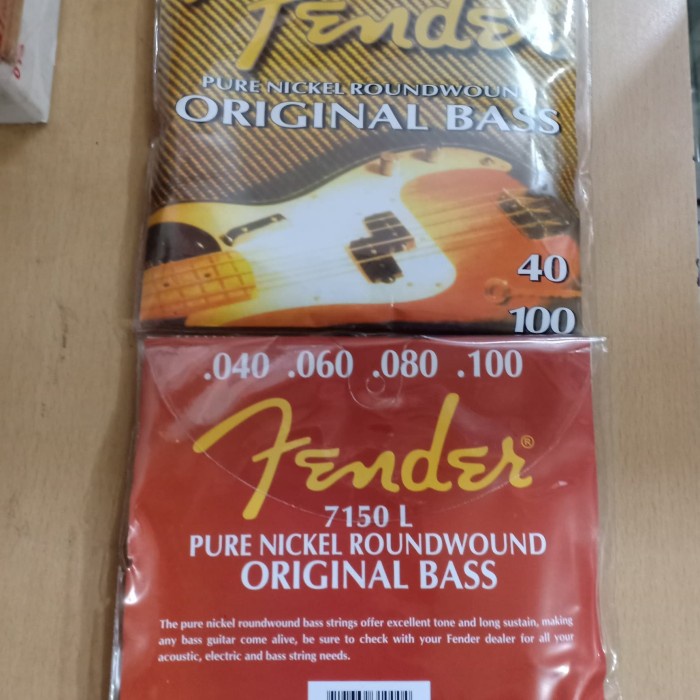 Fender
PURE NICKEL ROUNDWOUND
ORIGINAL BASS
40
100
.040 .060 .080 .100
Fender®
7150 L
PURE NICKEL ROUNDWOUND
ORIGINAL BASS
The pure nickel roundwound bass strings offer excellent tone and long sustain, making
any bass guitar come alive, be sure to check with your Fender dealer for all your
acoustic, electric and bass string needs.